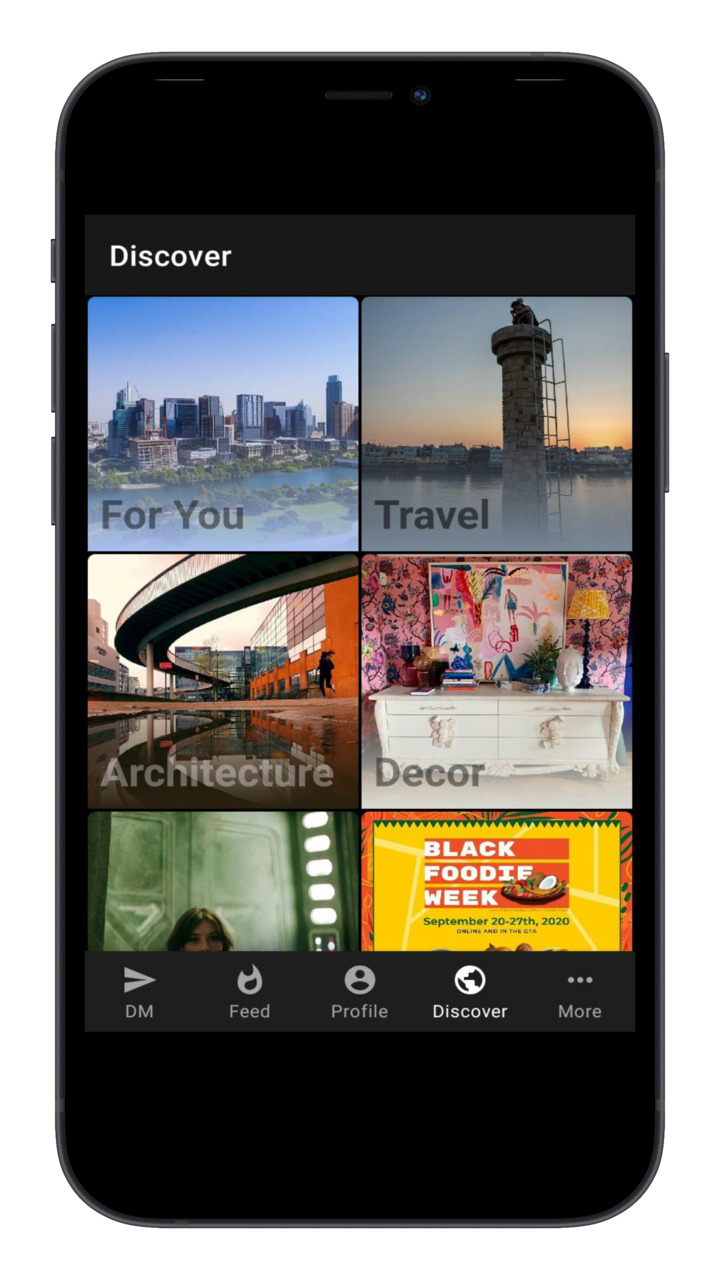 Discover
For You
Travel
Architecture
Decor
BLACK
FOODIE
WEEK
September 20-27th, 2020
ONLINE AND IN THE GTA
DM
Feed
Profile
Discover
More